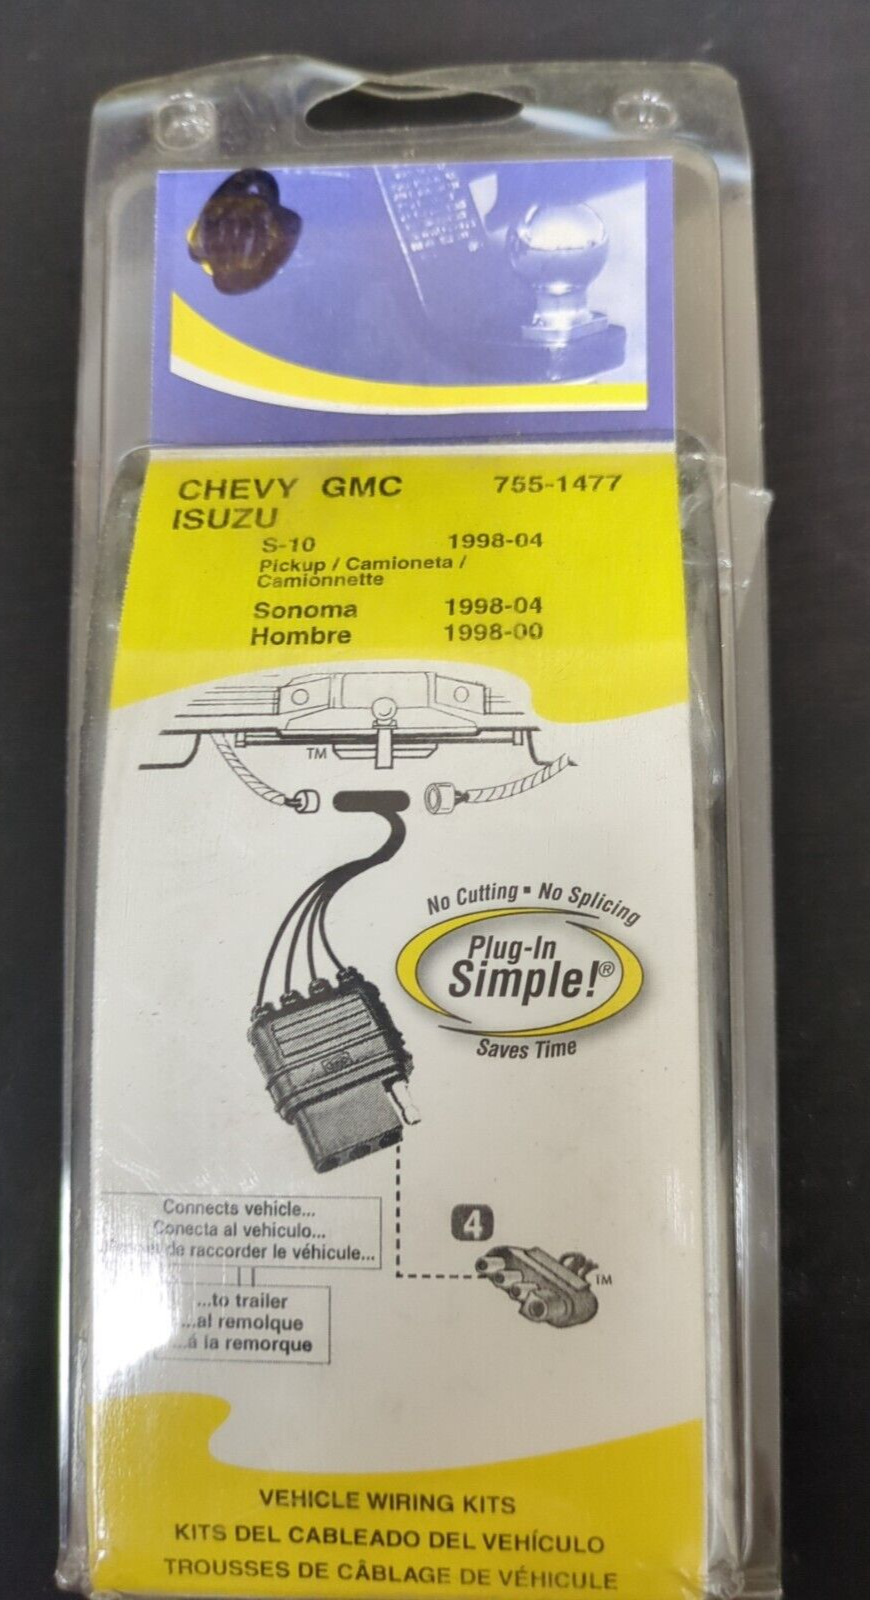 CHEVY GMC 755-1477
ISUZU
S-10 1998-04
Pickup / Camioneta /
Camionnette
Sonoma 1998-04
Hombre 1998-00
TM
No Cutting ▪ No Splicing
Plug-In
Simple!®
Saves Time
Connects vehicle...
Conecta al vehiculo...
de raccorder le véhicule...
4
TM
...to trailer
...al remolque
...á la remorque
VEHICLE WIRING KITS
KITS DEL CABLEADO DEL VEHÍCULO
TROUSSES DE CÂBLAGE DE VÉHICULE